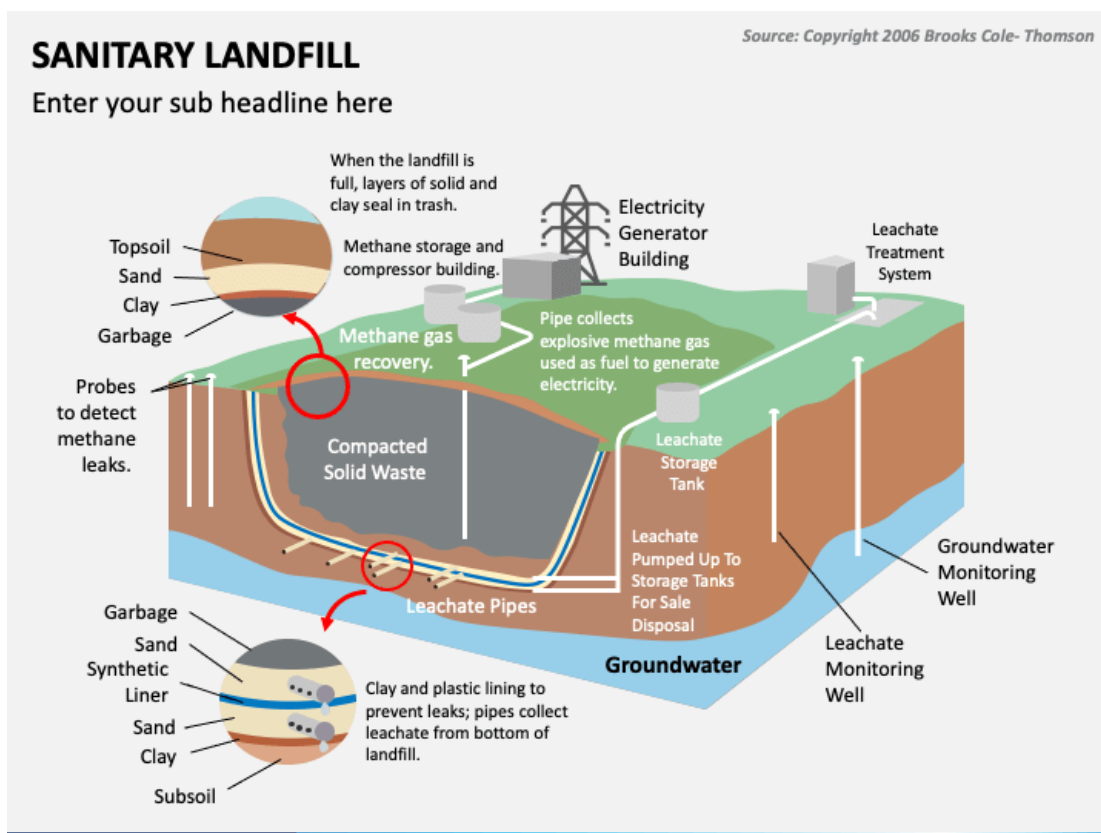 Source: Copyright 2006 Brooks Cole- Thomson
SANITARY LANDFILL
Enter your sub headline here
When the landfill is
full, layers of solid and
clay seal in trash.
Methane storage and
compressor building.
Electricity
Generator
Building
Leachate
Treatment
System
Topsoil
Sand
Clay
Garbage
Methane gas
recovery.
Pipe collects
explosive methane gas
used as fuel to generate
electricity.
Probes
to detect
methane
leaks.
Compacted
Solid Waste
Leachate
Storage
Tank
Leachate
Pumped Up To
Storage Tanks
For Sale
Disposal
Leachate Pipes
Groundwater
Groundwater
Monitoring
Well
Leachate
Monitoring
Well
Garbage
Sand
Synthetic
Liner
Sand
Clay
Subsoil
Clay and plastic lining to
prevent leaks; pipes collect
leachate from bottom of
landfill.